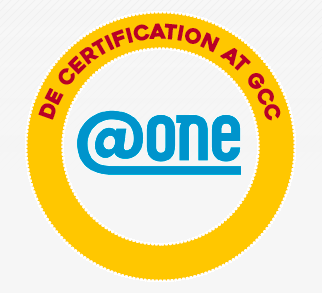 DE CERTIFICATION AT GCC
@one